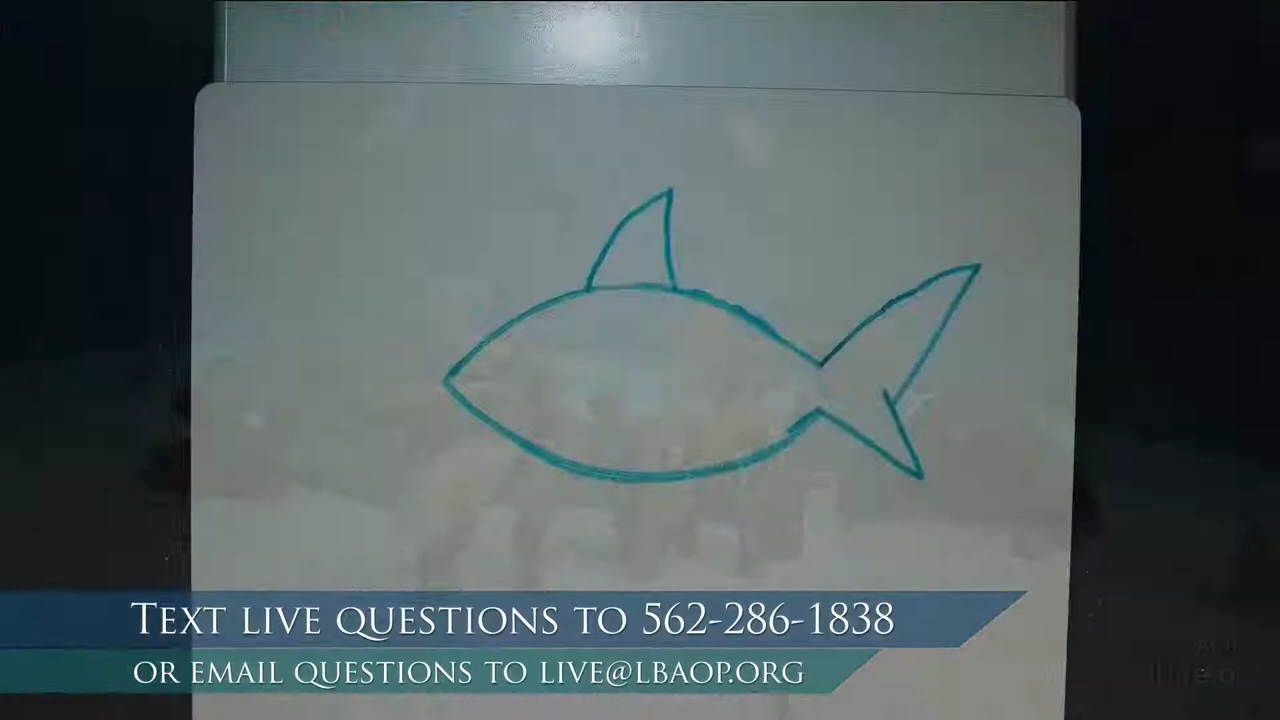 Text live questions to 562-286-1838
or email questions to live@lbaop.org